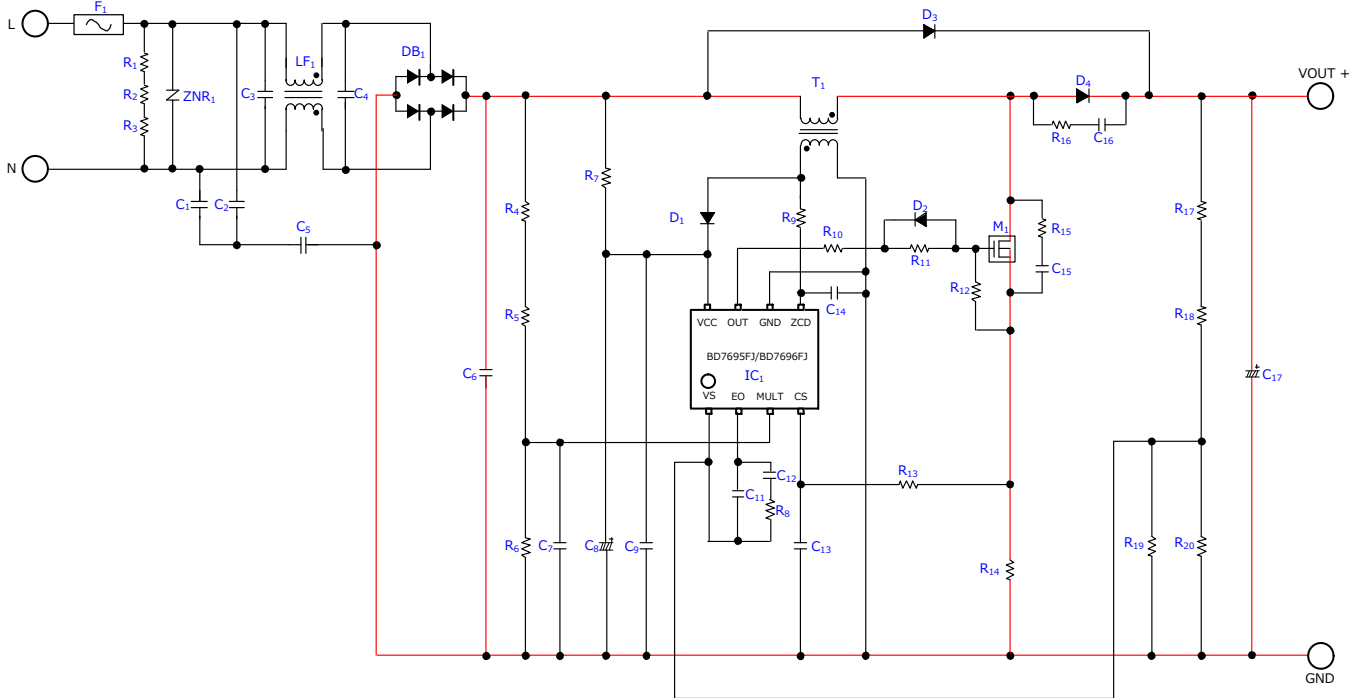 F₁
L
D₃
LF₁
DB₁
R₁
VOUT +
D₄
T₁
R₂
ZNR₁
C₃
C₄
R₃
R₁₆
C₁₆
N
R₇
C₁
C₂
R₄
D₁
R₉
D₂
R₁₇
C₅
R₁₀
M₁
R₁₅
R₁₁
C₁₅
R₁₂
C₁₄
R₅
R₁₈
VCC OUT GND ZCD
BD7695FJ/BD7696FJ
IC₁
C₆
C₁₇
VS EO MULT CS
C₁₂
R₁₃
C₁₁
R₈
R₆
C₇
C₈
C₉
C₁₃
R₁₉
R₂₀
R₁₄
GND